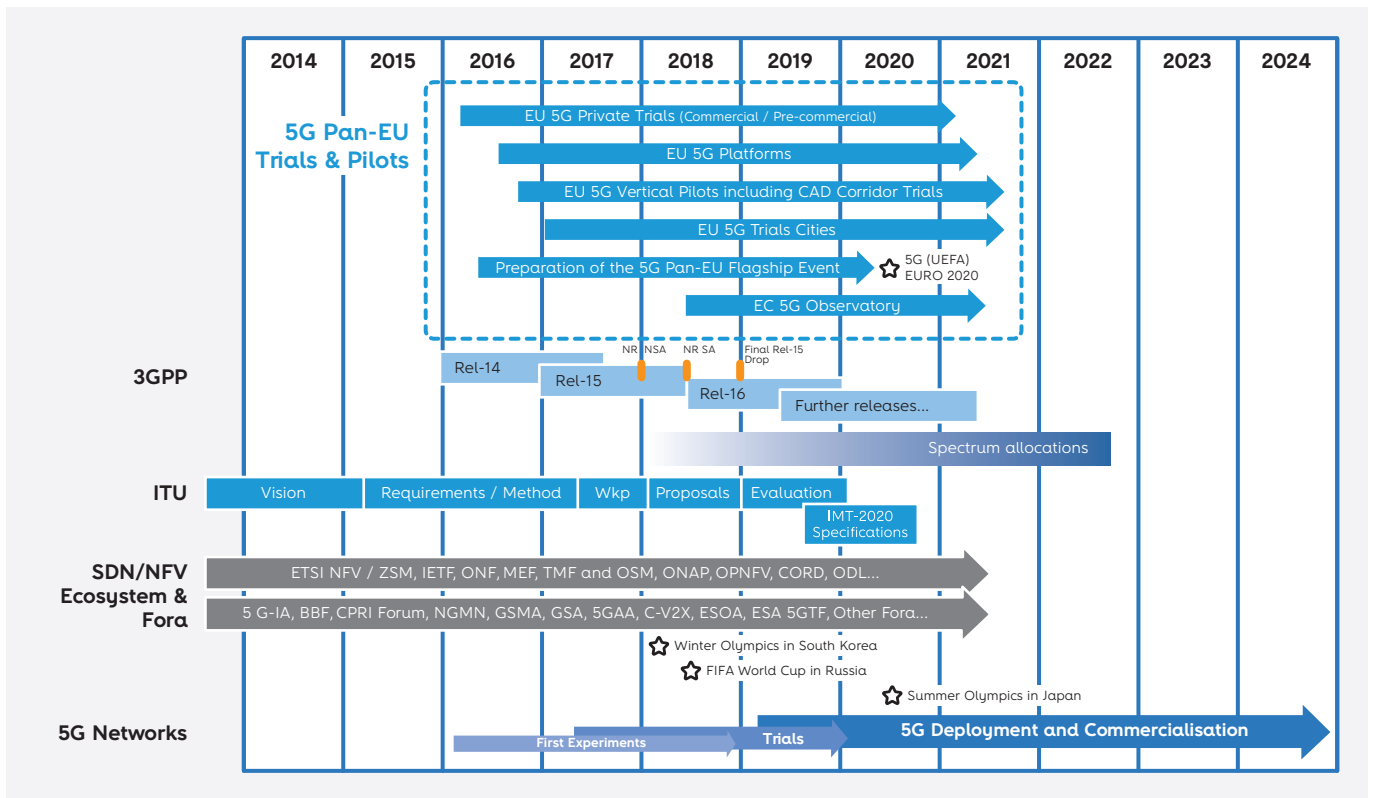 2014 2015 2016 2017 2018 2019 2020 2021 2022 2023 2024
5G Pan-EU
Trials & Pilots
EU 5G Private Trials (Commercial / Pre-commercial)
EU 5G Platforms
EU 5G Vertical Pilots including CAD Corridor Trials
EU 5G Trials Cities
Preparation of the 5G Pan-EU Flagship Event
5G (UEFA)
EURO 2020
EC 5G Observatory
3GPP
NR NSA
NR SA
Final Rel-15
Drop
Rel-14
Rel-15
Rel-16
Further releases...
Spectrum allocations
ITU
Vision
Requirements / Method
Wkp
Proposals
Evaluation
IMT-2020
Specifications
SDN/NFV
Ecosystem &
Fora
ETSI NFV / ZSM, IETF, ONF, MEF, TMF and OSM, ONAP, OPNFV, CORD, ODL...
5 G-IA, BBF, CPRI Forum, NGMN, GSMA, GSA, 5GAA, C-V2X, ESOA, ESA 5GTF, Other Fora...
Winter Olympics in South Korea
FIFA World Cup in Russia
Summer Olympics in Japan
5G Networks
First Experiments
Trials
5G Deployment and Commercialisation